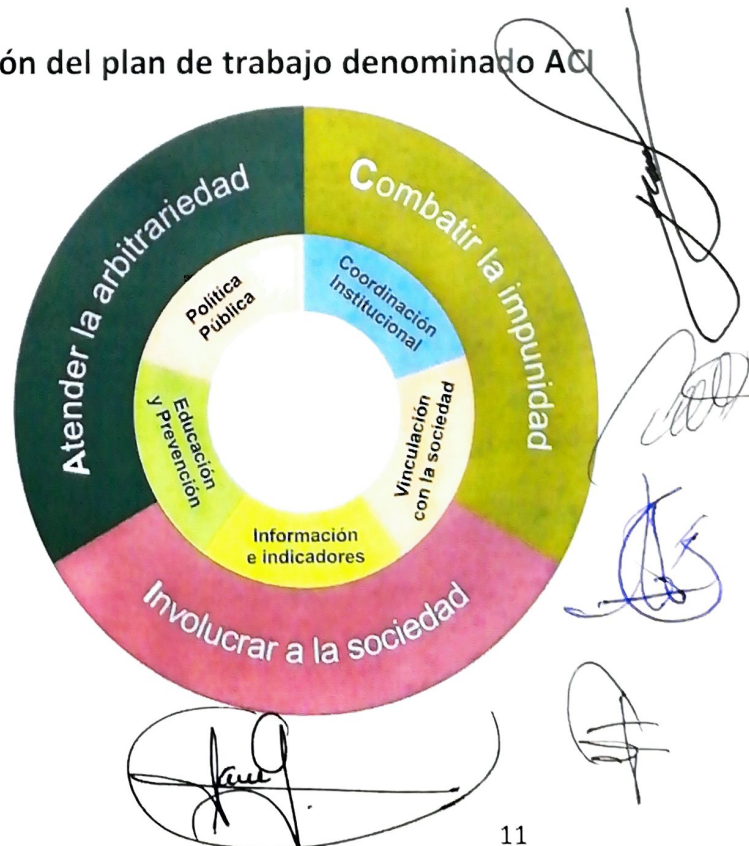 ón del plan de trabajo denominado ACI
Atender la arbitrariedad
Combatir la impunidad
Involucrar a la sociedad
Política
Pública
Coordinación
Institucional
Vinculación
con la sociedad
Información
e indicadores
Educación
y Prevención
11